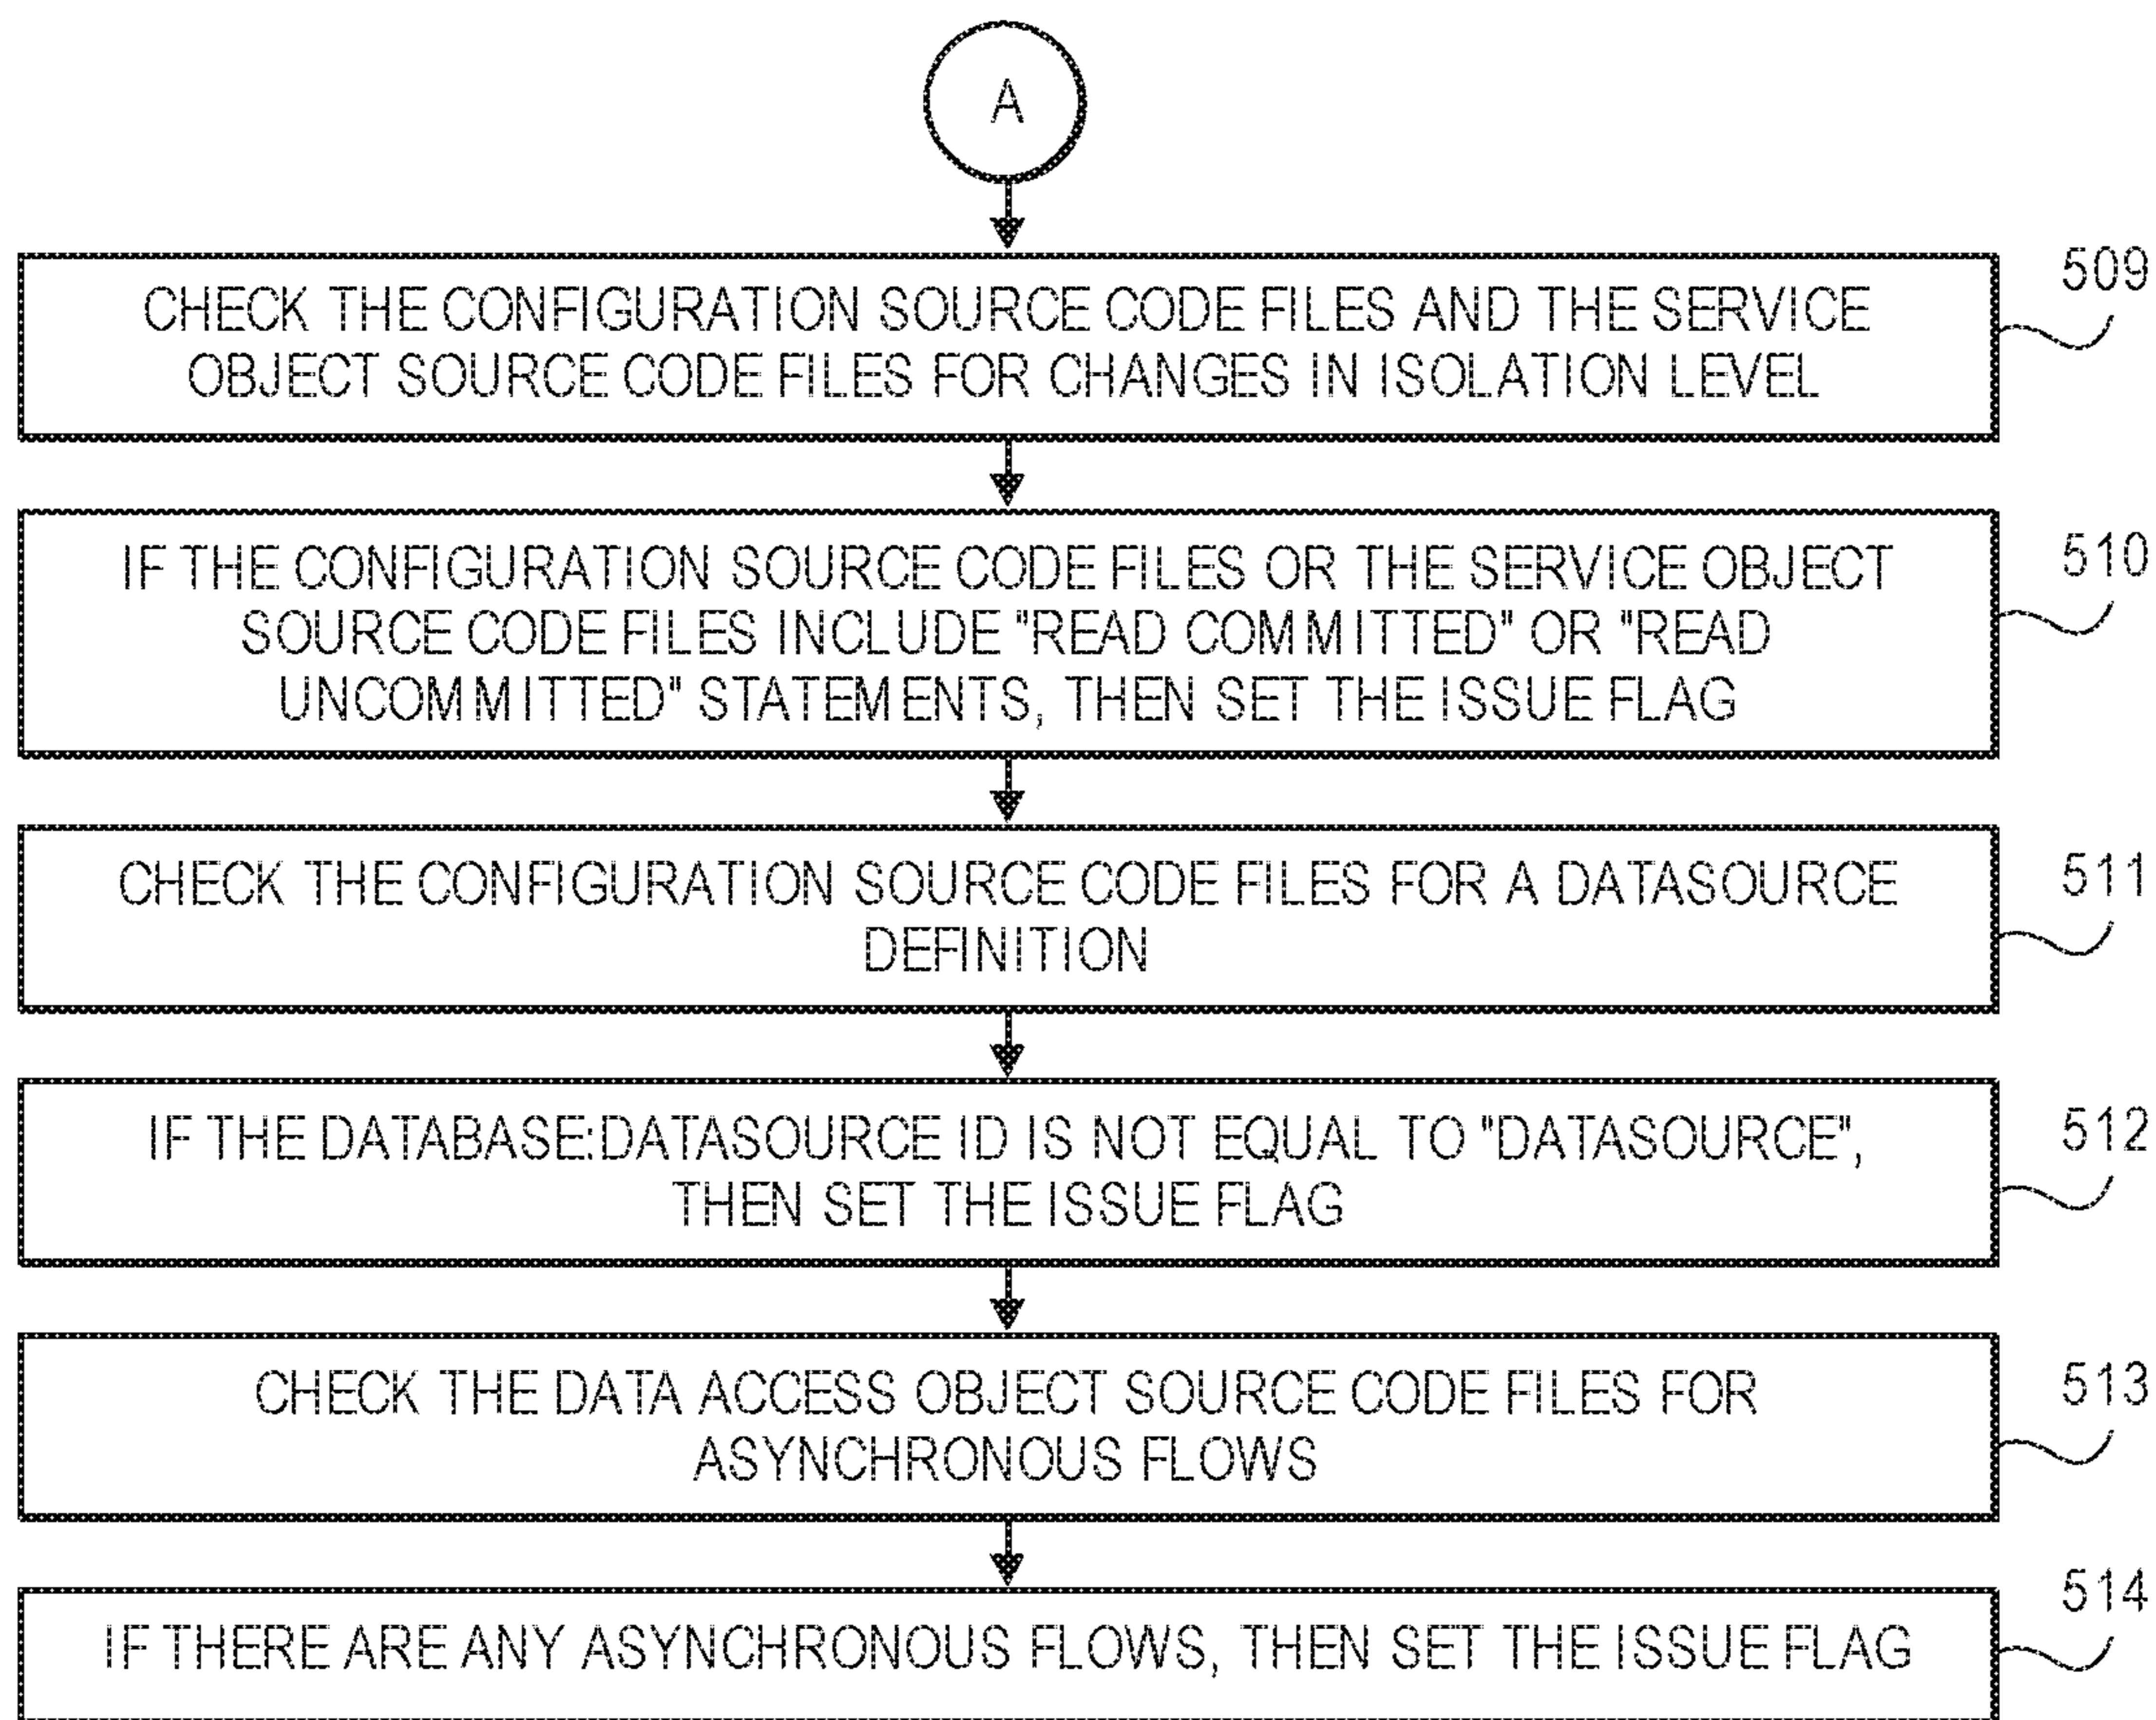 A
509
CHECK THE CONFIGURATION SOURCE CODE FILES AND THE SERVICE
OBJECT SOURCE CODE FILES FOR CHANGES IN ISOLATION LEVEL
510
IF THE CONFIGURATION SOURCE CODE FILES OR THE SERVICE OBJECT
SOURCE CODE FILES INCLUDE "READ COMMITTED" OR "READ
UNCOMMITTED" STATEMENTS, THEN SET THE ISSUE FLAG
511
CHECK THE CONFIGURATION SOURCE CODE FILES FOR A DATASOURCE
DEFINITION
512
IF THE DATABASE:DATASOURCE ID IS NOT EQUAL TO "DATASOURCE",
THEN SET THE ISSUE FLAG
513
CHECK THE DATA ACCESS OBJECT SOURCE CODE FILES FOR
ASYNCHRONOUS FLOWS
514
IF THERE ARE ANY ASYNCHRONOUS FLOWS, THEN SET THE ISSUE FLAG